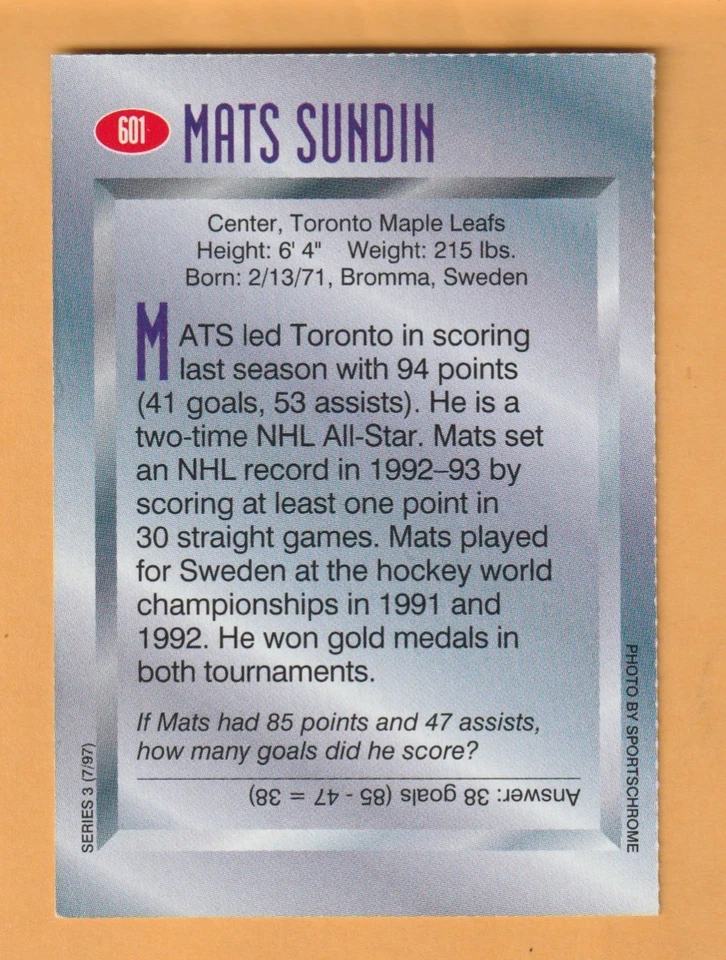 601 MATS SUNDIN
Center, Toronto Maple Leafs
Height: 6' 4" Weight: 215 lbs.
Born: 2/13/71, Bromma, Sweden
MATS led Toronto in scoring
last season with 94 points
(41 goals, 53 assists). He is a
two-time NHL All-Star. Mats set
an NHL record in 1992–93 by
scoring at least one point in
30 straight games. Mats played
for Sweden at the hockey world
championships in 1991 and
1992. He won gold medals in
both tournaments.
If Mats had 85 points and 47 assists,
how many goals did he score?
Answer: 38 goals (85 - 47 = 38)
SERIES 3 (7/97)
PHOTO BY SPORTSCHROME